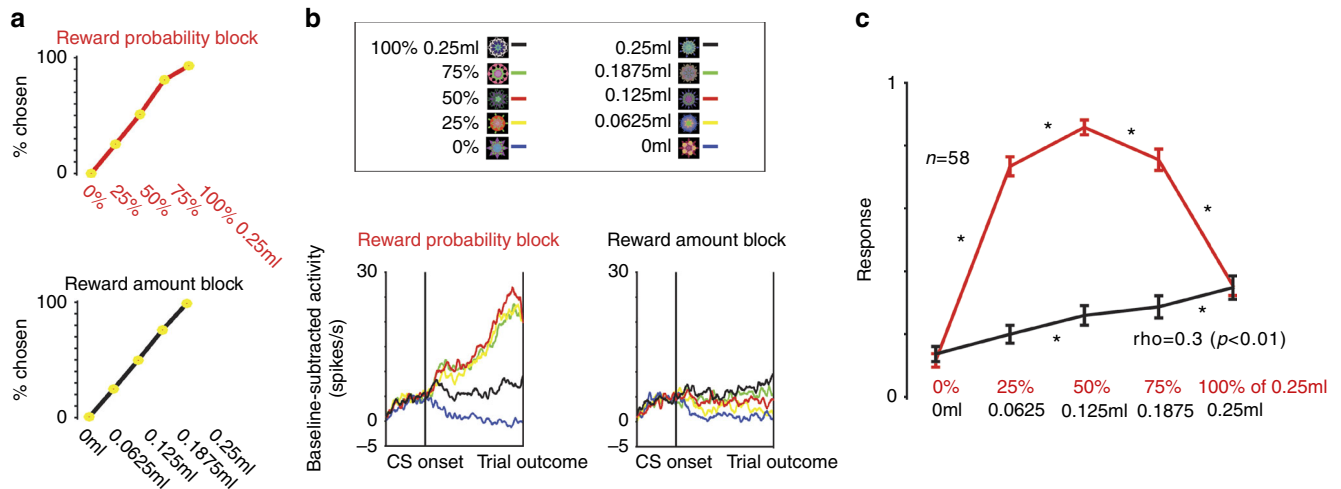 a
Reward probability block
100
0
% chosen
0%
25%
50%
75%
100% 0.25ml
Reward amount block
100
0
% chosen
0ml
0.0625ml
0.125ml
0.1875ml
0.25ml
b
100% 0.25ml
75%
50%
25%
0%
0.25ml
0.1875ml
0.125ml
0.0625ml
0ml
Baseline-subtracted activity
(spikes/s)
Reward probability block
30
0
–5
CS onset
Trial outcome
Reward amount block
30
0
–5
CS onset
Trial outcome
c
Response
1
0
n=58
*
*
*
*
*
*
rho=0.3 (p<0.01)
0% 25% 50% 75% 100% of 0.25ml
0ml 0.0625 0.125ml 0.1875 0.25ml